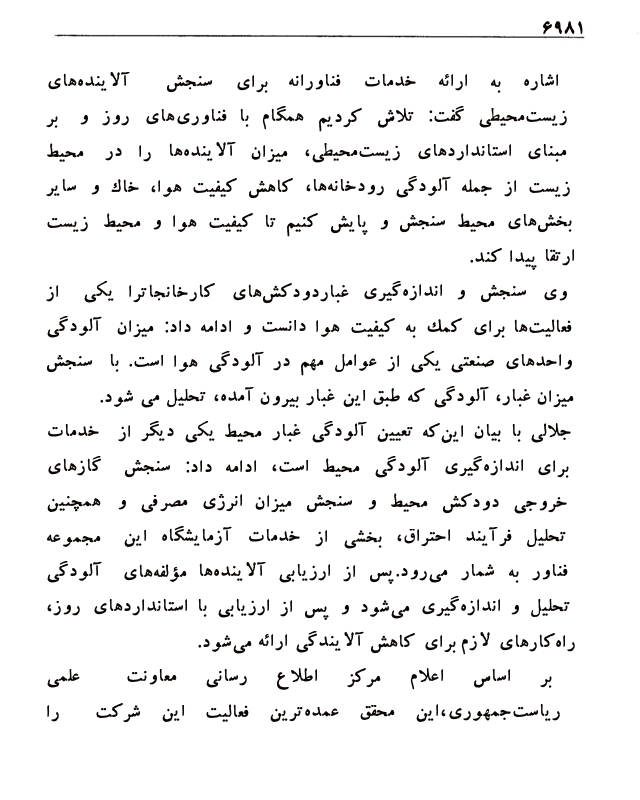 ۶۹۸۱
اشاره به ارائه خدمات فناورانه برای سنجش آلاینده‌های
زیست‌محیطی گفت: تلاش کردیم همگام با فناوری‌های روز و بر
مبنای استانداردهای زیست‌محیطی، میزان آلاینده‌ها را در محیط
زیست از جمله آلودگی رودخانه‌ها، کاهش کیفیت هوا، خاك و سایر
بخش‌های محیط سنجش و پایش کنیم تا کیفیت هوا و محیط زیست
ارتقا پیدا کند.
وی سنجش و اندازه‌گیری غباردودکش‌های کارخانجاترا یکی از
فعالیت‌ها برای کمك به کیفیت هوا دانست و ادامه داد: میزان آلودگی
واحدهای صنعتی یکی از عوامل مهم در آلودگی هوا است. با سنجش
میزان غبار، آلودگی که طبق این غبار بیرون آمده، تحلیل می شود.
جلالی با بیان این‌که تعیین آلودگی غبار محیط یکی دیگر از خدمات
برای اندازه‌گیری آلودگی محیط است، ادامه داد: سنجش گازهای
خروجی دودکش محیط و سنجش میزان انرژی مصرفی و همچنین
تحلیل فرآیند احتراق، بخشی از خدمات آزمایشگاه این مجموعه
فناور به شمار می‌رود.پس از ارزیابی آلاینده‌ها مؤلفه‌های آلودگی
تحلیل و اندازه‌گیری می‌شود و پس از ارزیابی با استانداردهای روز،
راه‌کارهای لازم برای کاهش آلایندگی ارائه می‌شود.
بر اساس اعلام مرکز اطلاع رسانی معاونت علمی
ریاست‌جمهوری،این محقق عمده‌ترین فعالیت این شرکت را